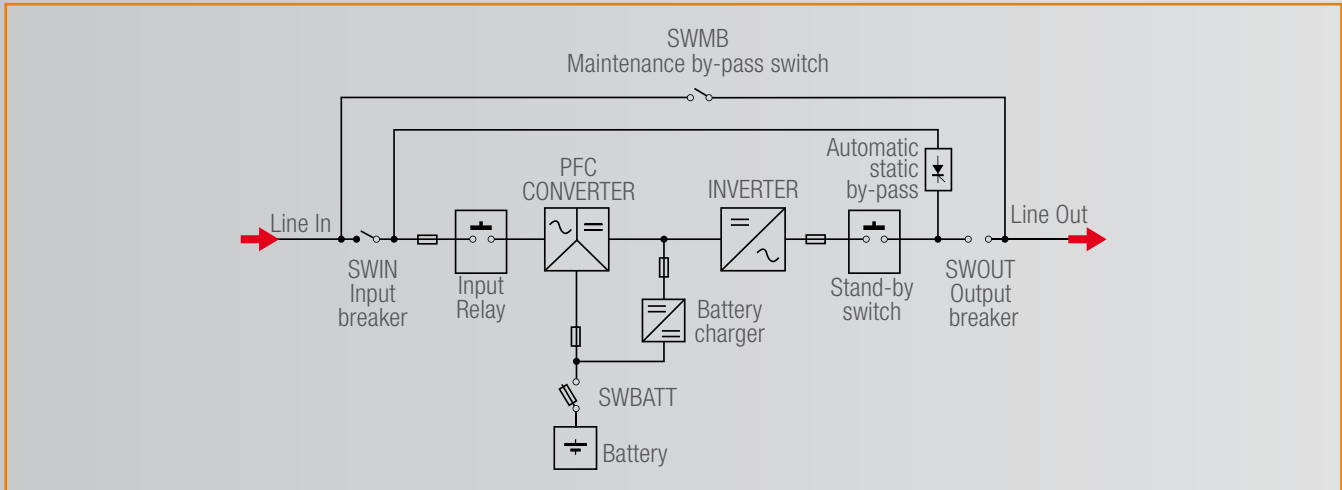 SWMB
Maintenance by-pass switch
Automatic
static
by-pass
PFC
CONVERTER
INVERTER
Line In
Line Out
SWIN
Input
breaker
Input
Relay
Battery
charger
Stand-by
switch
SWOUT
Output
breaker
SWBATT
Battery